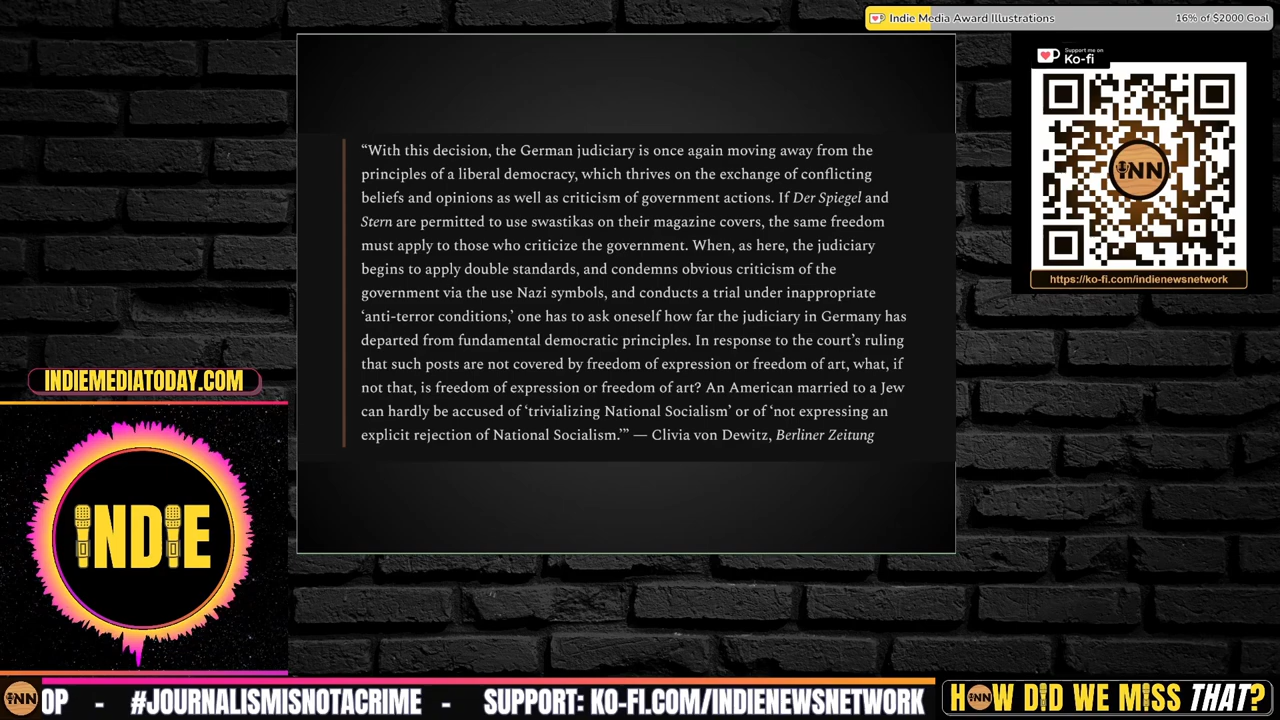 Indie Media Award Illustrations 16% of $2000 Goal
Support me on
Ko-fi
INN
https://ko-fi.com/indienewsnetwork
“With this decision, the German judiciary is once again moving away from the
principles of a liberal democracy, which thrives on the exchange of conflicting
beliefs and opinions as well as criticism of government actions. If Der Spiegel and
Stern are permitted to use swastikas on their magazine covers, the same freedom
must apply to those who criticize the government. When, as here, the judiciary
begins to apply double standards, and condemns obvious criticism of the
government via the use Nazi symbols, and conducts a trial under inappropriate
‘anti-terror conditions,’ one has to ask oneself how far the judiciary in Germany has
departed from fundamental democratic principles. In response to the court’s ruling
that such posts are not covered by freedom of expression or freedom of art, what, if
not that, is freedom of expression or freedom of art? An American married to a Jew
can hardly be accused of ‘trivializing National Socialism’ or of ‘not expressing an
explicit rejection of National Socialism.’” — Clivia von Dewitz, Berliner Zeitung
INDIEMEDIATODAY.COM
INDIE
INN OP - #JOURNALISMISNOTACRIME - SUPPORT: KO-FI.COM/INDIENEWSNETWORK
HOW DID WE MISS THAT?